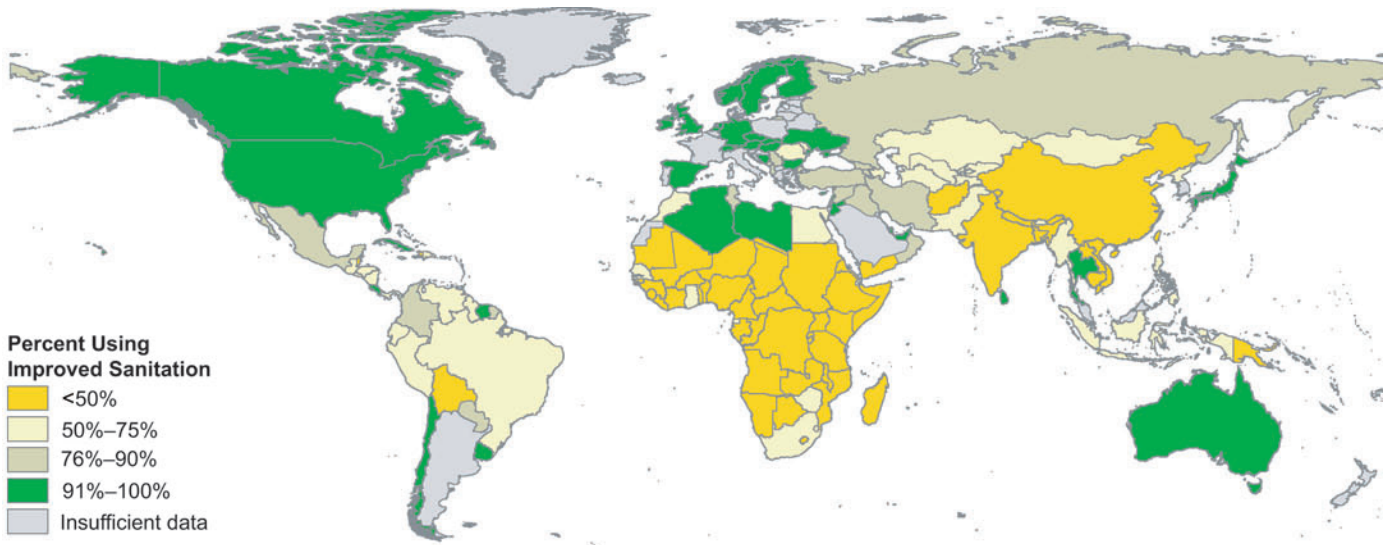 Percent Using
Improved Sanitation
<50%
50%–75%
76%–90%
91%–100%
Insufficient data